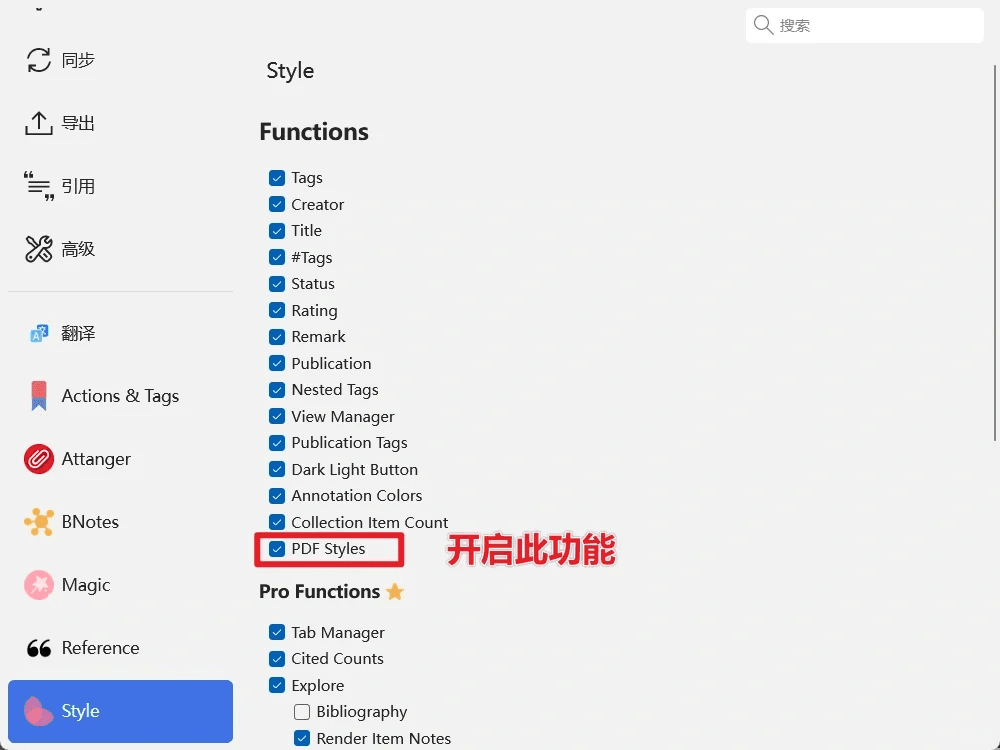 搜索
同步
导出
引用
高级
翻译
Actions & Tags
Attanger
BNotes
Magic
Reference
Style
Style
Functions
Tags
Creator
Title
#Tags
Status
Rating
Remark
Publication
Nested Tags
View Manager
Publication Tags
Dark Light Button
Annotation Colors
Collection Item Count
PDF Styles
开启此功能
Pro Functions
Tab Manager
Cited Counts
Explore
Bibliography
Render Item Notes